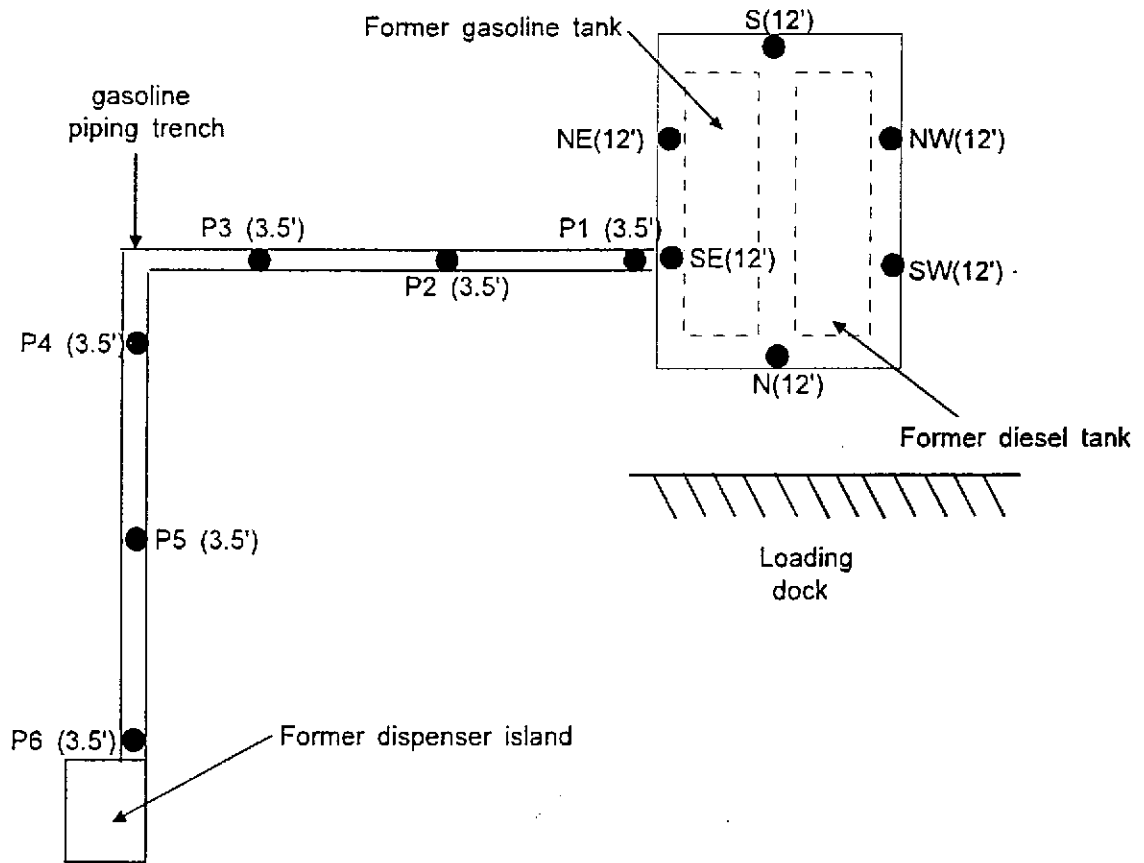 S(12')
Former gasoline tank
gasoline
piping trench
NE(12')
NW(12')
P3 (3.5')
P1 (3.5')
SE(12')
SW(12')
P2 (3.5')
P4 (3.5')
N(12')
Former diesel tank
P5 (3.5')
Loading
dock
P6 (3.5')
Former dispenser island